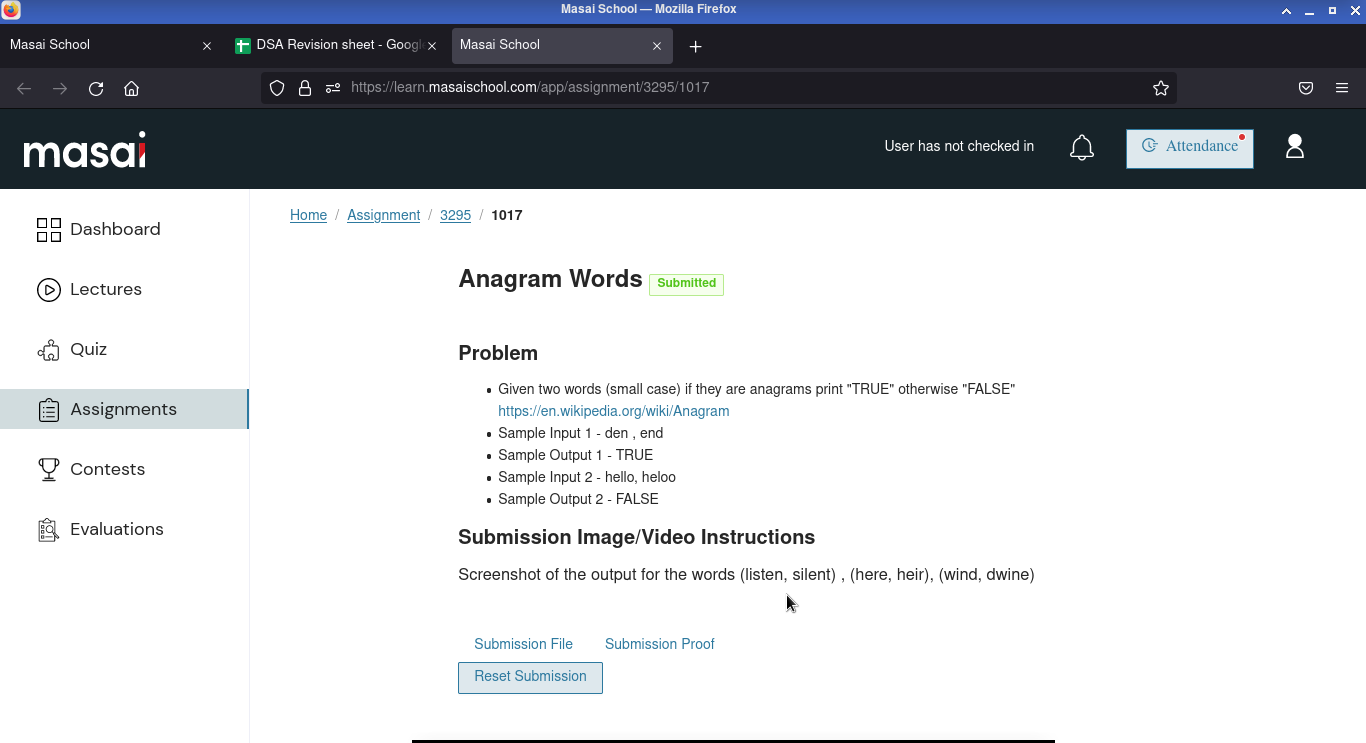 Masai School — Mozilla Firefox
Masai School
DSA Revision sheet - Googl
Masai School
https://learn.masaischool.com/app/assignment/3295/1017
masai
User has not checked in
Attendance
Dashboard
Lectures
Quiz
Assignments
Contests
Evaluations
Home / Assignment / 3295 / 1017
Anagram Words Submitted
Problem
• Given two words (small case) if they are anagrams print "TRUE" otherwise "FALSE"
https://en.wikipedia.org/wiki/Anagram
• Sample Input 1 - den , end
• Sample Output 1 - TRUE
• Sample Input 2 - hello, heloo
• Sample Output 2 - FALSE
Submission Image/Video Instructions
Screenshot of the output for the words (listen, silent) , (here, heir), (wind, dwine)
Submission File Submission Proof
Reset Submission